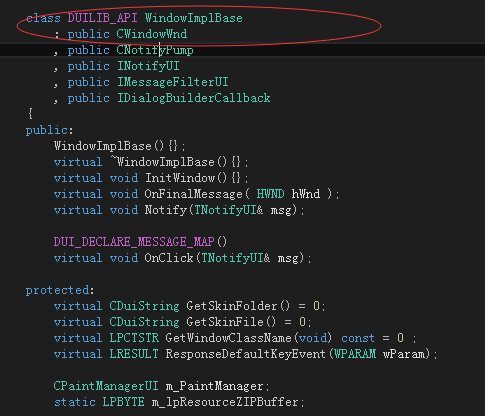 class DUILIB_API WindowImplBase
: public CWindowWnd
, public CNotifyPump
, public INotifyUI
, public IMessageFilterUI
, public IDialogBuilderCallback
{
public:
WindowImplBase(){};
virtual ~WindowImplBase(){};
virtual void InitWindow(){};
virtual void OnFinalMessage( HWND hWnd );
virtual void Notify(TNotifyUI& msg);
DUI_DECLARE_MESSAGE_MAP()
virtual void OnClick(TNotifyUI& msg);
protected:
virtual CDuiString GetSkinFolder() = 0;
virtual CDuiString GetSkinFile() = 0;
virtual LPCTSTR GetWindowClassName(void) const = 0 ;
virtual LRESULT ResponseDefaultKeyEvent(WPARAM wParam);
CPaintManagerUI m_PaintManager;
static LPBYTE m_lpResourceZIPBuffer;